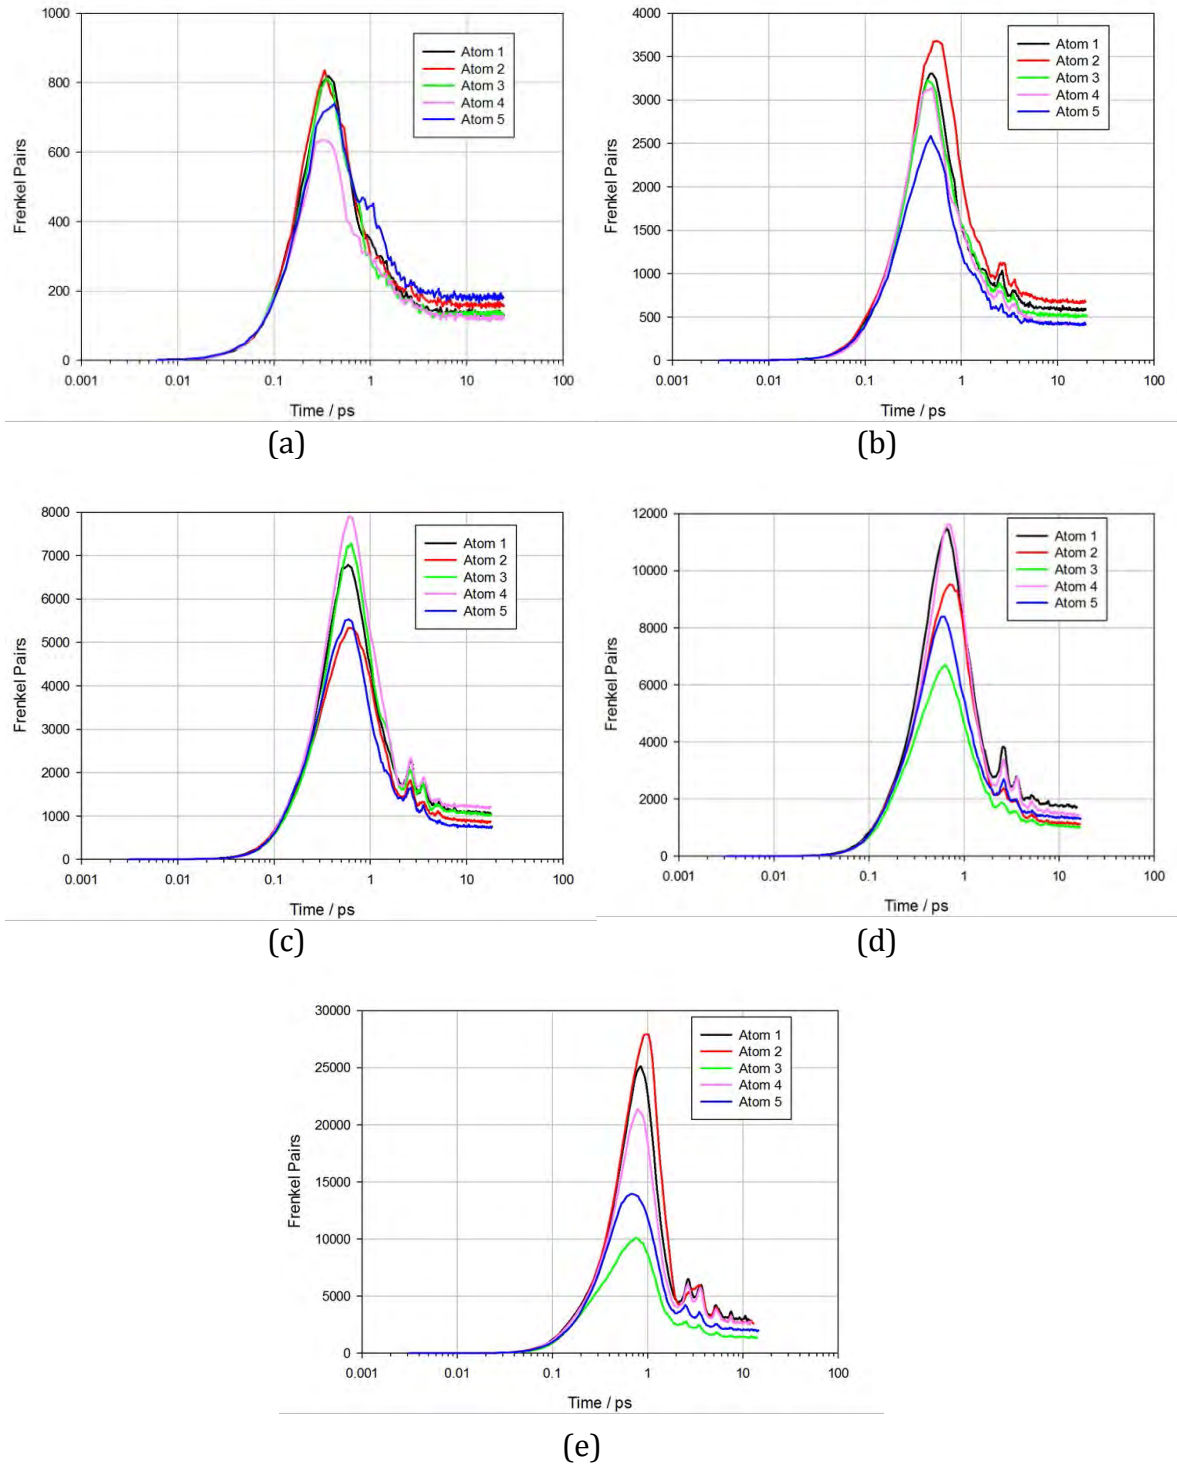 1000
800
600
400
200
0
Frenkel Pairs
Atom 1
Atom 2
Atom 3
Atom 4
Atom 5
0.001 0.01 0.1 1 10 100
Time / ps
(a)
4000
3500
3000
2500
2000
1500
1000
500
0
Frenkel Pairs
Atom 1
Atom 2
Atom 3
Atom 4
Atom 5
0.001 0.01 0.1 1 10 100
Time / ps
(b)
8000
7000
6000
5000
4000
3000
2000
1000
0
Frenkel Pairs
Atom 1
Atom 2
Atom 3
Atom 4
Atom 5
0.001 0.01 0.1 1 10 100
Time / ps
(c)
12000
10000
8000
6000
4000
2000
0
Frenkel Pairs
Atom 1
Atom 2
Atom 3
Atom 4
Atom 5
0.001 0.01 0.1 1 10 100
Time / ps
(d)
30000
25000
20000
15000
10000
5000
0
Frenkel Pairs
Atom 1
Atom 2
Atom 3
Atom 4
Atom 5
0.001 0.01 0.1 1 10 100
Time / ps
(e)